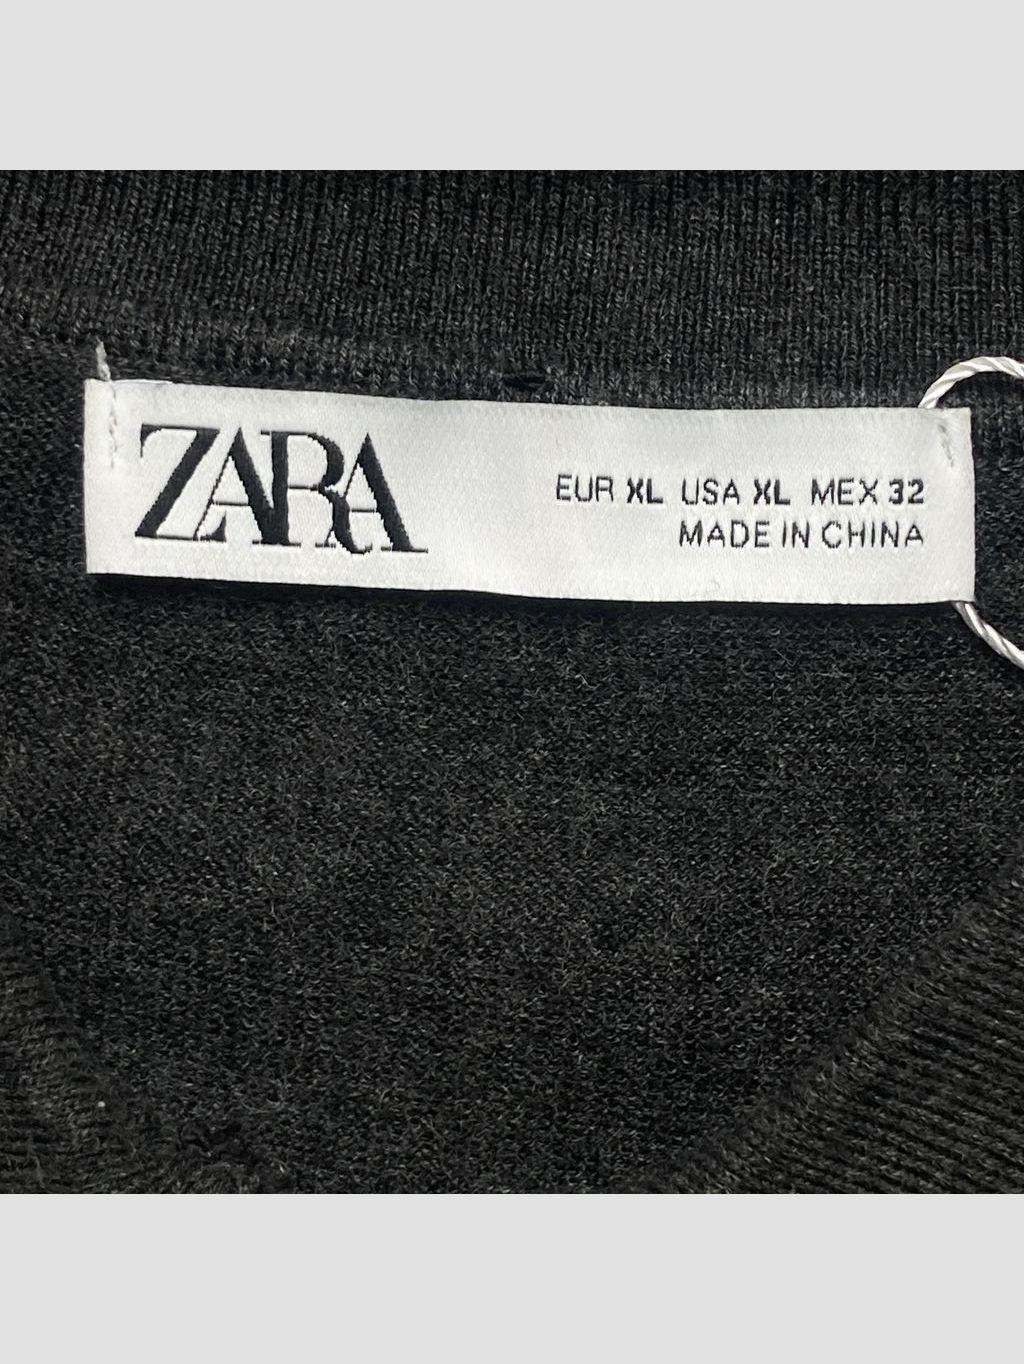 ZARA
EUR XL USA XL MEX 32
MADE IN CHINA